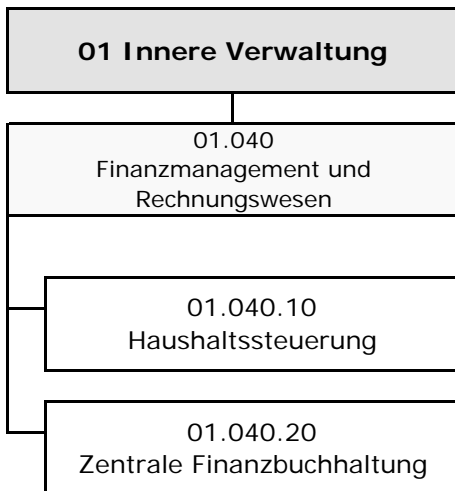 01 Innere Verwaltung
01.040
Finanzmanagement und
Rechnungswesen
01.040.10
Haushaltssteuerung
01.040.20
Zentrale Finanzbuchhaltung